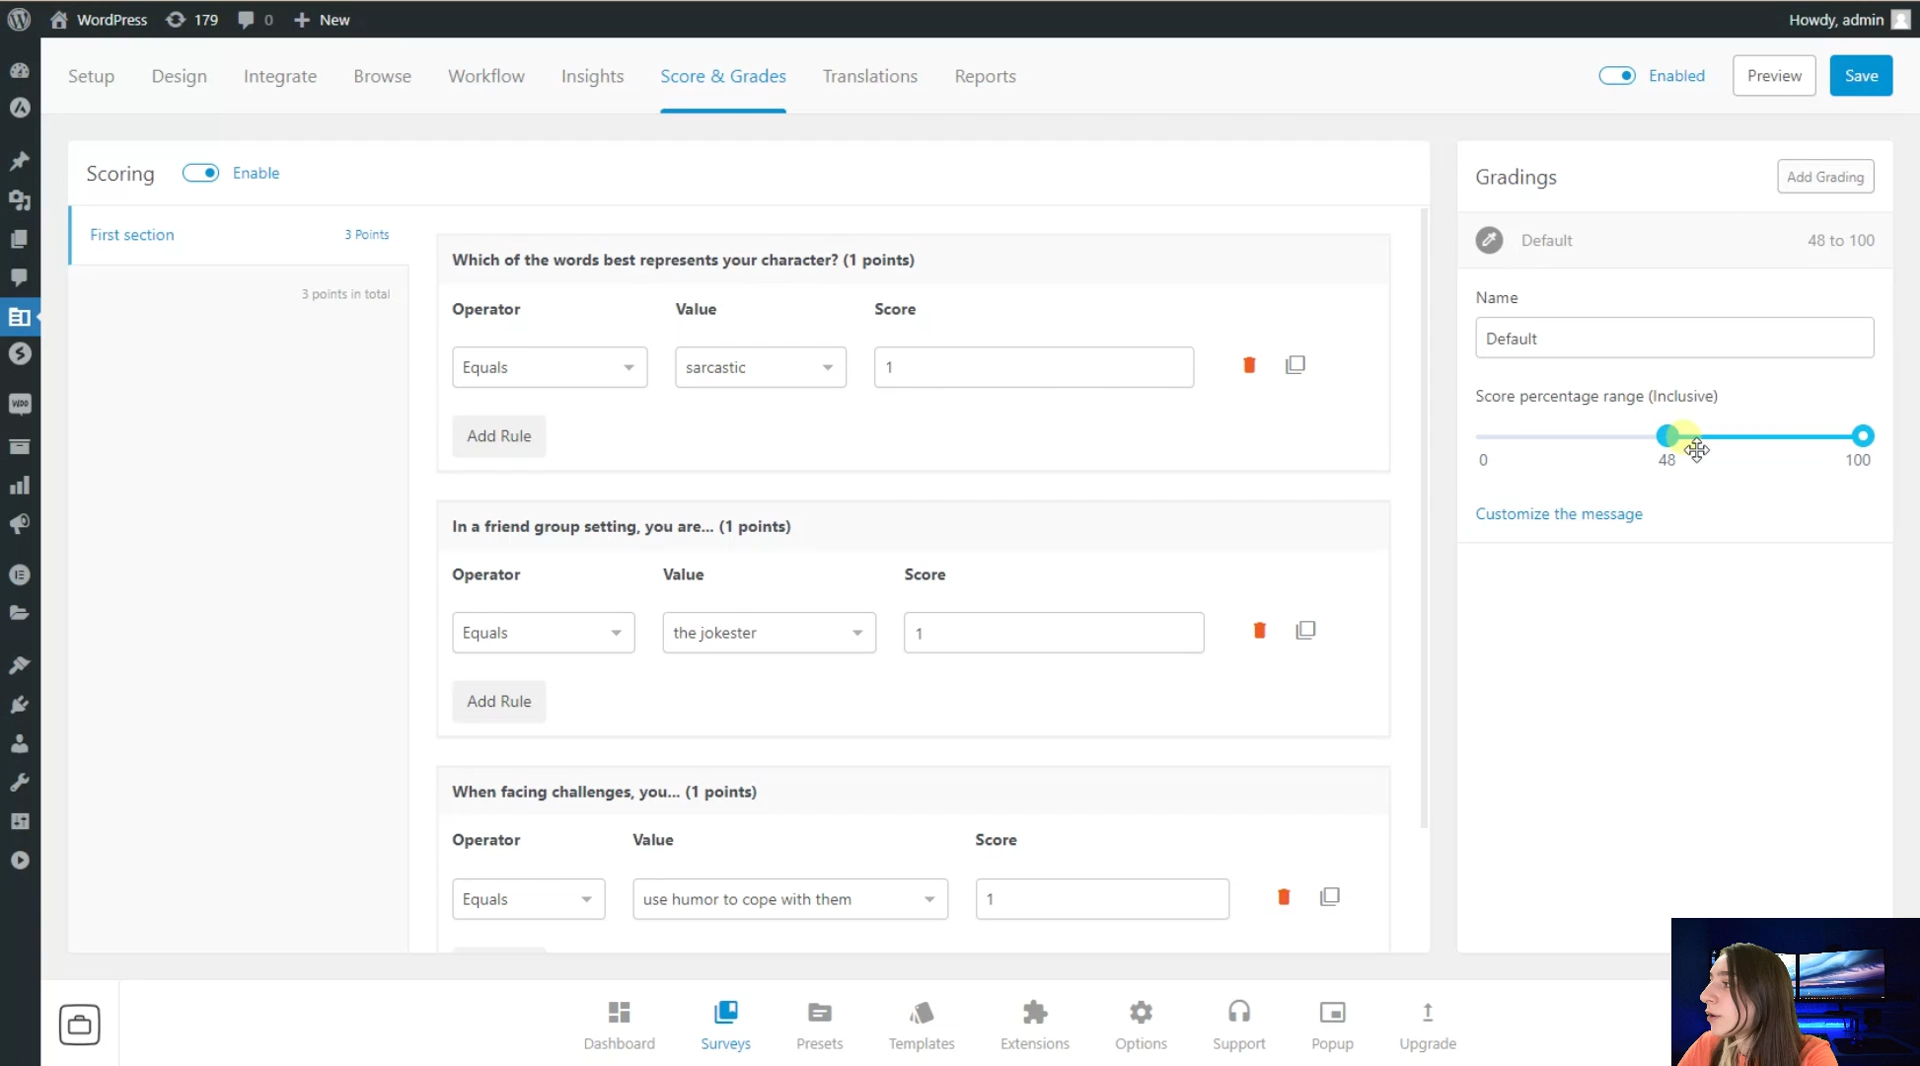 WordPress 179 0 New Howdy, admin
Setup Design Integrate Browse Workflow Insights Score & Grades Translations Reports Enabled Preview Save
Scoring Enable
First section 3 Points
3 points in total
Which of the words best represents your character? (1 points)
Operator Value Score
Equals sarcastic 1
Add Rule
In a friend group setting, you are... (1 points)
Operator Value Score
Equals the jokester 1
Add Rule
When facing challenges, you... (1 points)
Operator Value Score
Equals use humor to cope with them 1
Gradings Add Grading
Default 48 to 100
Name
Default
Score percentage range (Inclusive)
0 48 100
Customize the message
Dashboard Surveys Presets Templates Extensions Options Support Popup Upgrade